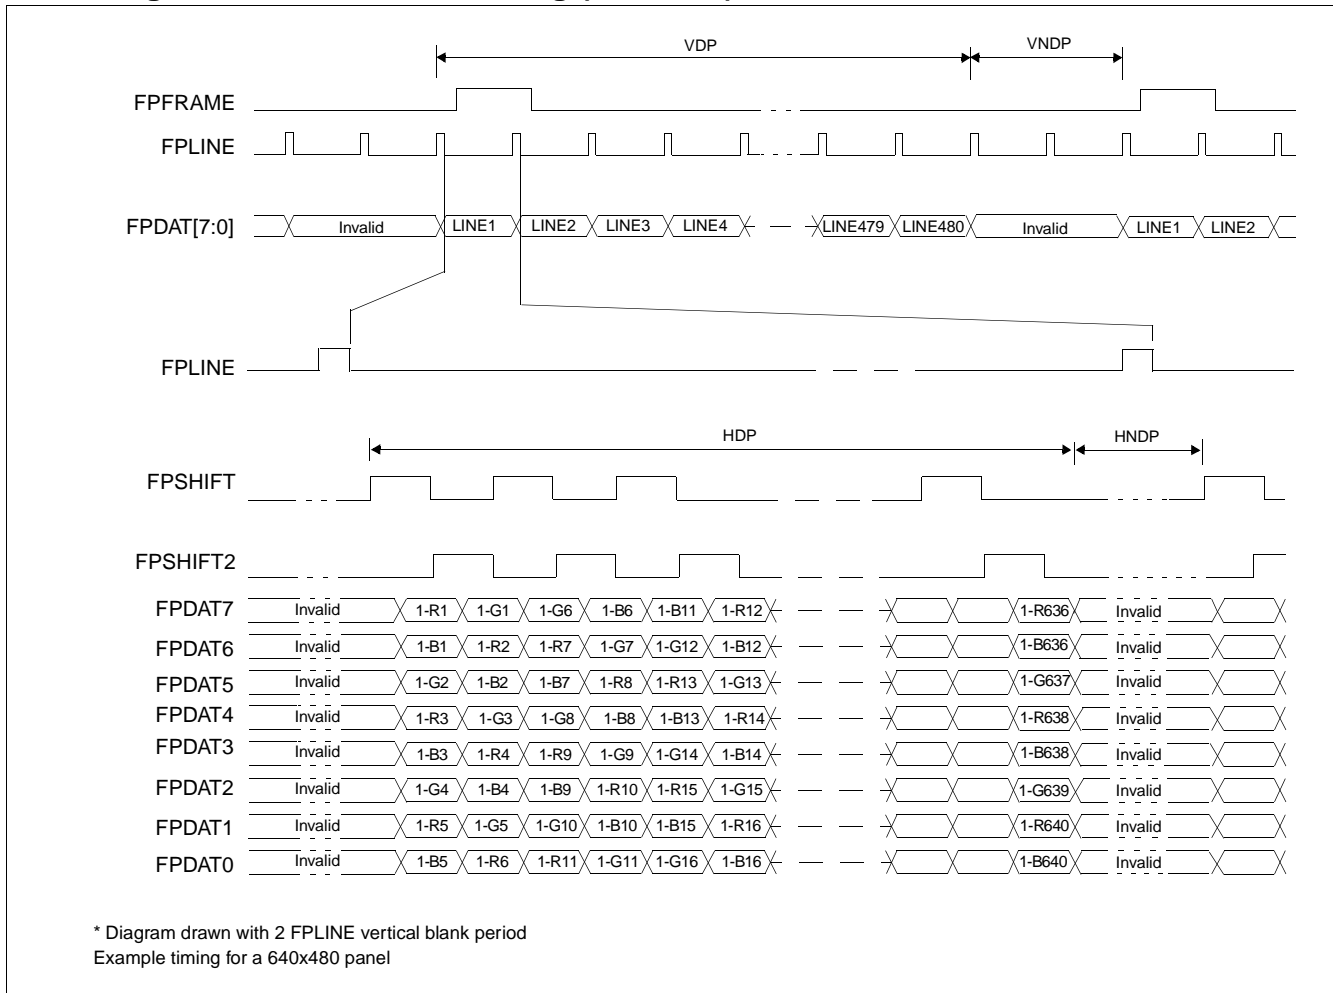 VDP VNDP
FPFRAME
FPLINE
FPDAT[7:0] Invalid LINE1 LINE2 LINE3 LINE4 LINE479 LINE480 Invalid LINE1 LINE2
FPLINE
HDP HNDP
FPSHIFT
FPSHIFT2
FPDAT7 Invalid 1-R1 1-G1 1-G6 1-B6 1-B11 1-R12 1-R636 Invalid
FPDAT6 Invalid 1-B1 1-R2 1-R7 1-G7 1-G12 1-B12 1-B636 Invalid
FPDAT5 Invalid 1-G2 1-B2 1-B7 1-R8 1-R13 1-G13 1-G637 Invalid
FPDAT4 Invalid 1-R3 1-G3 1-G8 1-B8 1-B13 1-R14 1-R638 Invalid
FPDAT3 Invalid 1-B3 1-R4 1-R9 1-G9 1-G14 1-B14 1-B638 Invalid
FPDAT2 Invalid 1-G4 1-B4 1-B9 1-R10 1-R15 1-G15 1-G639 Invalid
FPDAT1 Invalid 1-R5 1-G5 1-G10 1-B10 1-B15 1-R16 1-R640 Invalid
FPDAT0 Invalid 1-B5 1-R6 1-R11 1-G11 1-G16 1-B16 1-B640 Invalid
* Diagram drawn with 2 FPLINE vertical blank period
Example timing for a 640x480 panel